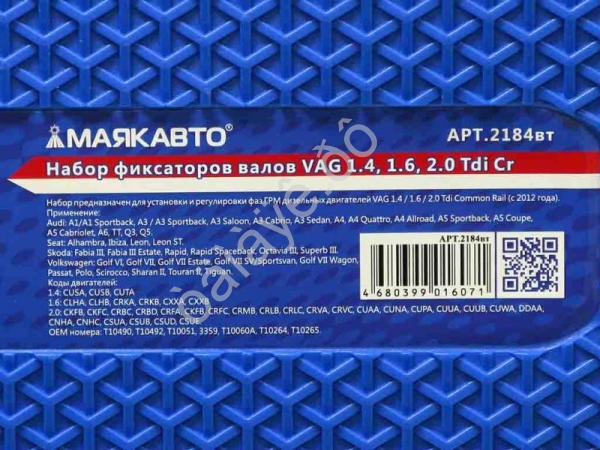 МАЯКАВТО®
АРТ.2184вт
Набор фиксаторов валов VAG 1.4, 1.6, 2.0 Tdi Cr
Набор предназначен для установки и регулировки фаз ГРМ дизельных двигателей VAG 1.4 / 1.6 / 2.0 Tdi Common Rail (с 2012 года).
Применение:
Audi: A1/A1 Sportback, A3 / A3 Sportback, A3 Saloon, A3 Cabrio, A3 Sedan, A4, A4 Quattro, A4 Allroad, A5 Sportback, A5 Coupe,
A5 Cabriolet, A6, TT, Q3, Q5.
Seat: Alhambra, Ibiza, Leon, Leon ST.
Skoda: Fabia III, Fabia III Estate, Rapid, Rapid Spaceback, Octavia III, Superb III.
Volkswagen: Golf VI, Golf VII, Golf VII Estate, Golf VII SV/Sportsvan, Golf VII Wagon,
Passat, Polo, Scirocco, Sharan II, Touran II, Tiguan.
Коды двигателей:
1.4: CUSA, CUSB, CUTA
1.6: CLHA, CLHB, CRKA, CRKB, CXXA, CXXB
2.0: CKFB, CKFC, CRBC, CRBD, CRFA, CKFB, CRFC, CRMB, CRLB, CRLC, CRVA, CRVC, CUAA, CUNA, CUPA, CUUA, CUUB, CUWA, DDAA,
CNHA, CNHC, CSUA, CSUB, CSUD, CSUE
OEM номера: T10490, T10492, T10051, 3359, T10060A, T10264, T10265.
АРТ.2184вт
4 680399 016071